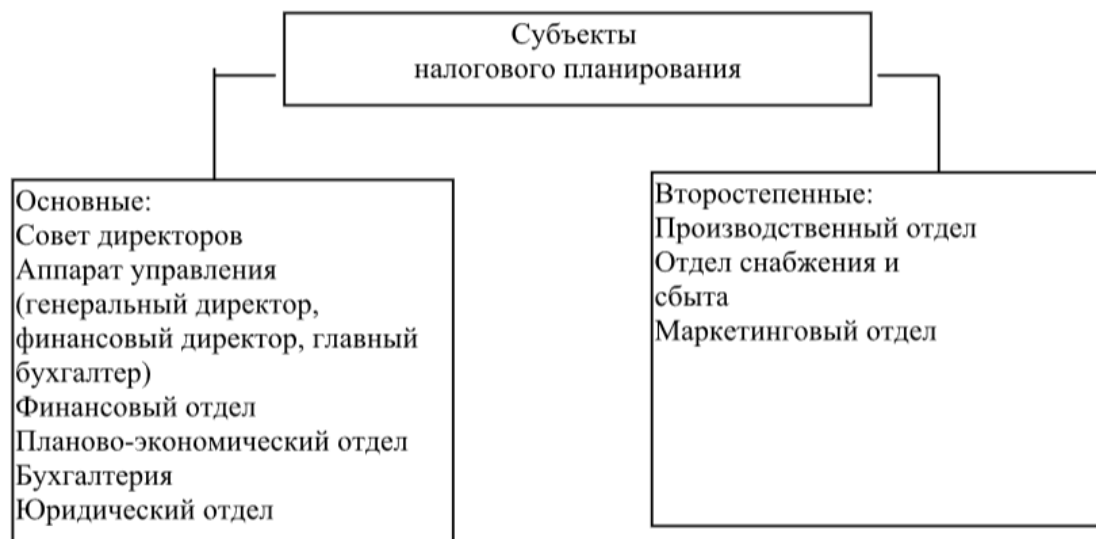 Субъекты
налогового планирования
Основные:
Совет директоров
Аппарат управления
(генеральный директор,
финансовый директор, главный
бухгалтер)
Финансовый отдел
Планово-экономический отдел
Бухгалтерия
Юридический отдел
Второстепенные:
Производственный отдел
Отдел снабжения и
сбыта
Маркетинговый отдел